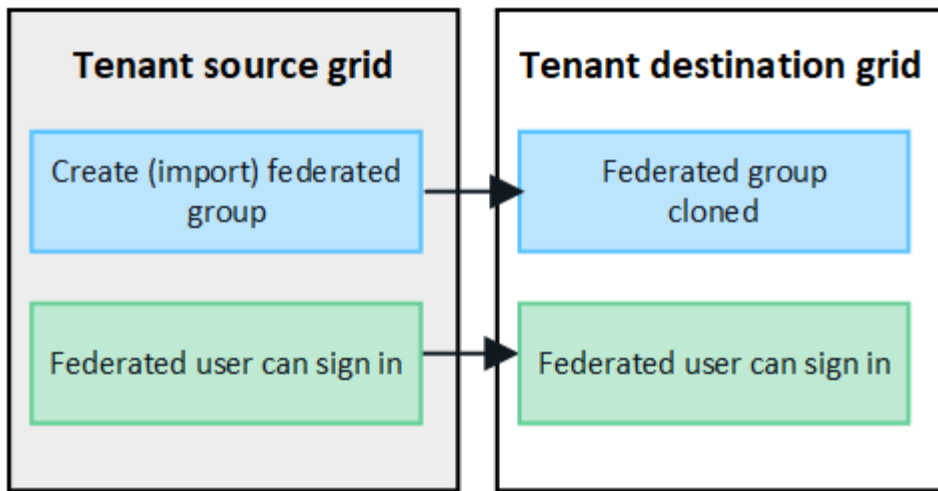 Tenant source grid
Create (import) federated
group
Federated user can sign in
Tenant destination grid
Federated group
cloned
Federated user can sign in